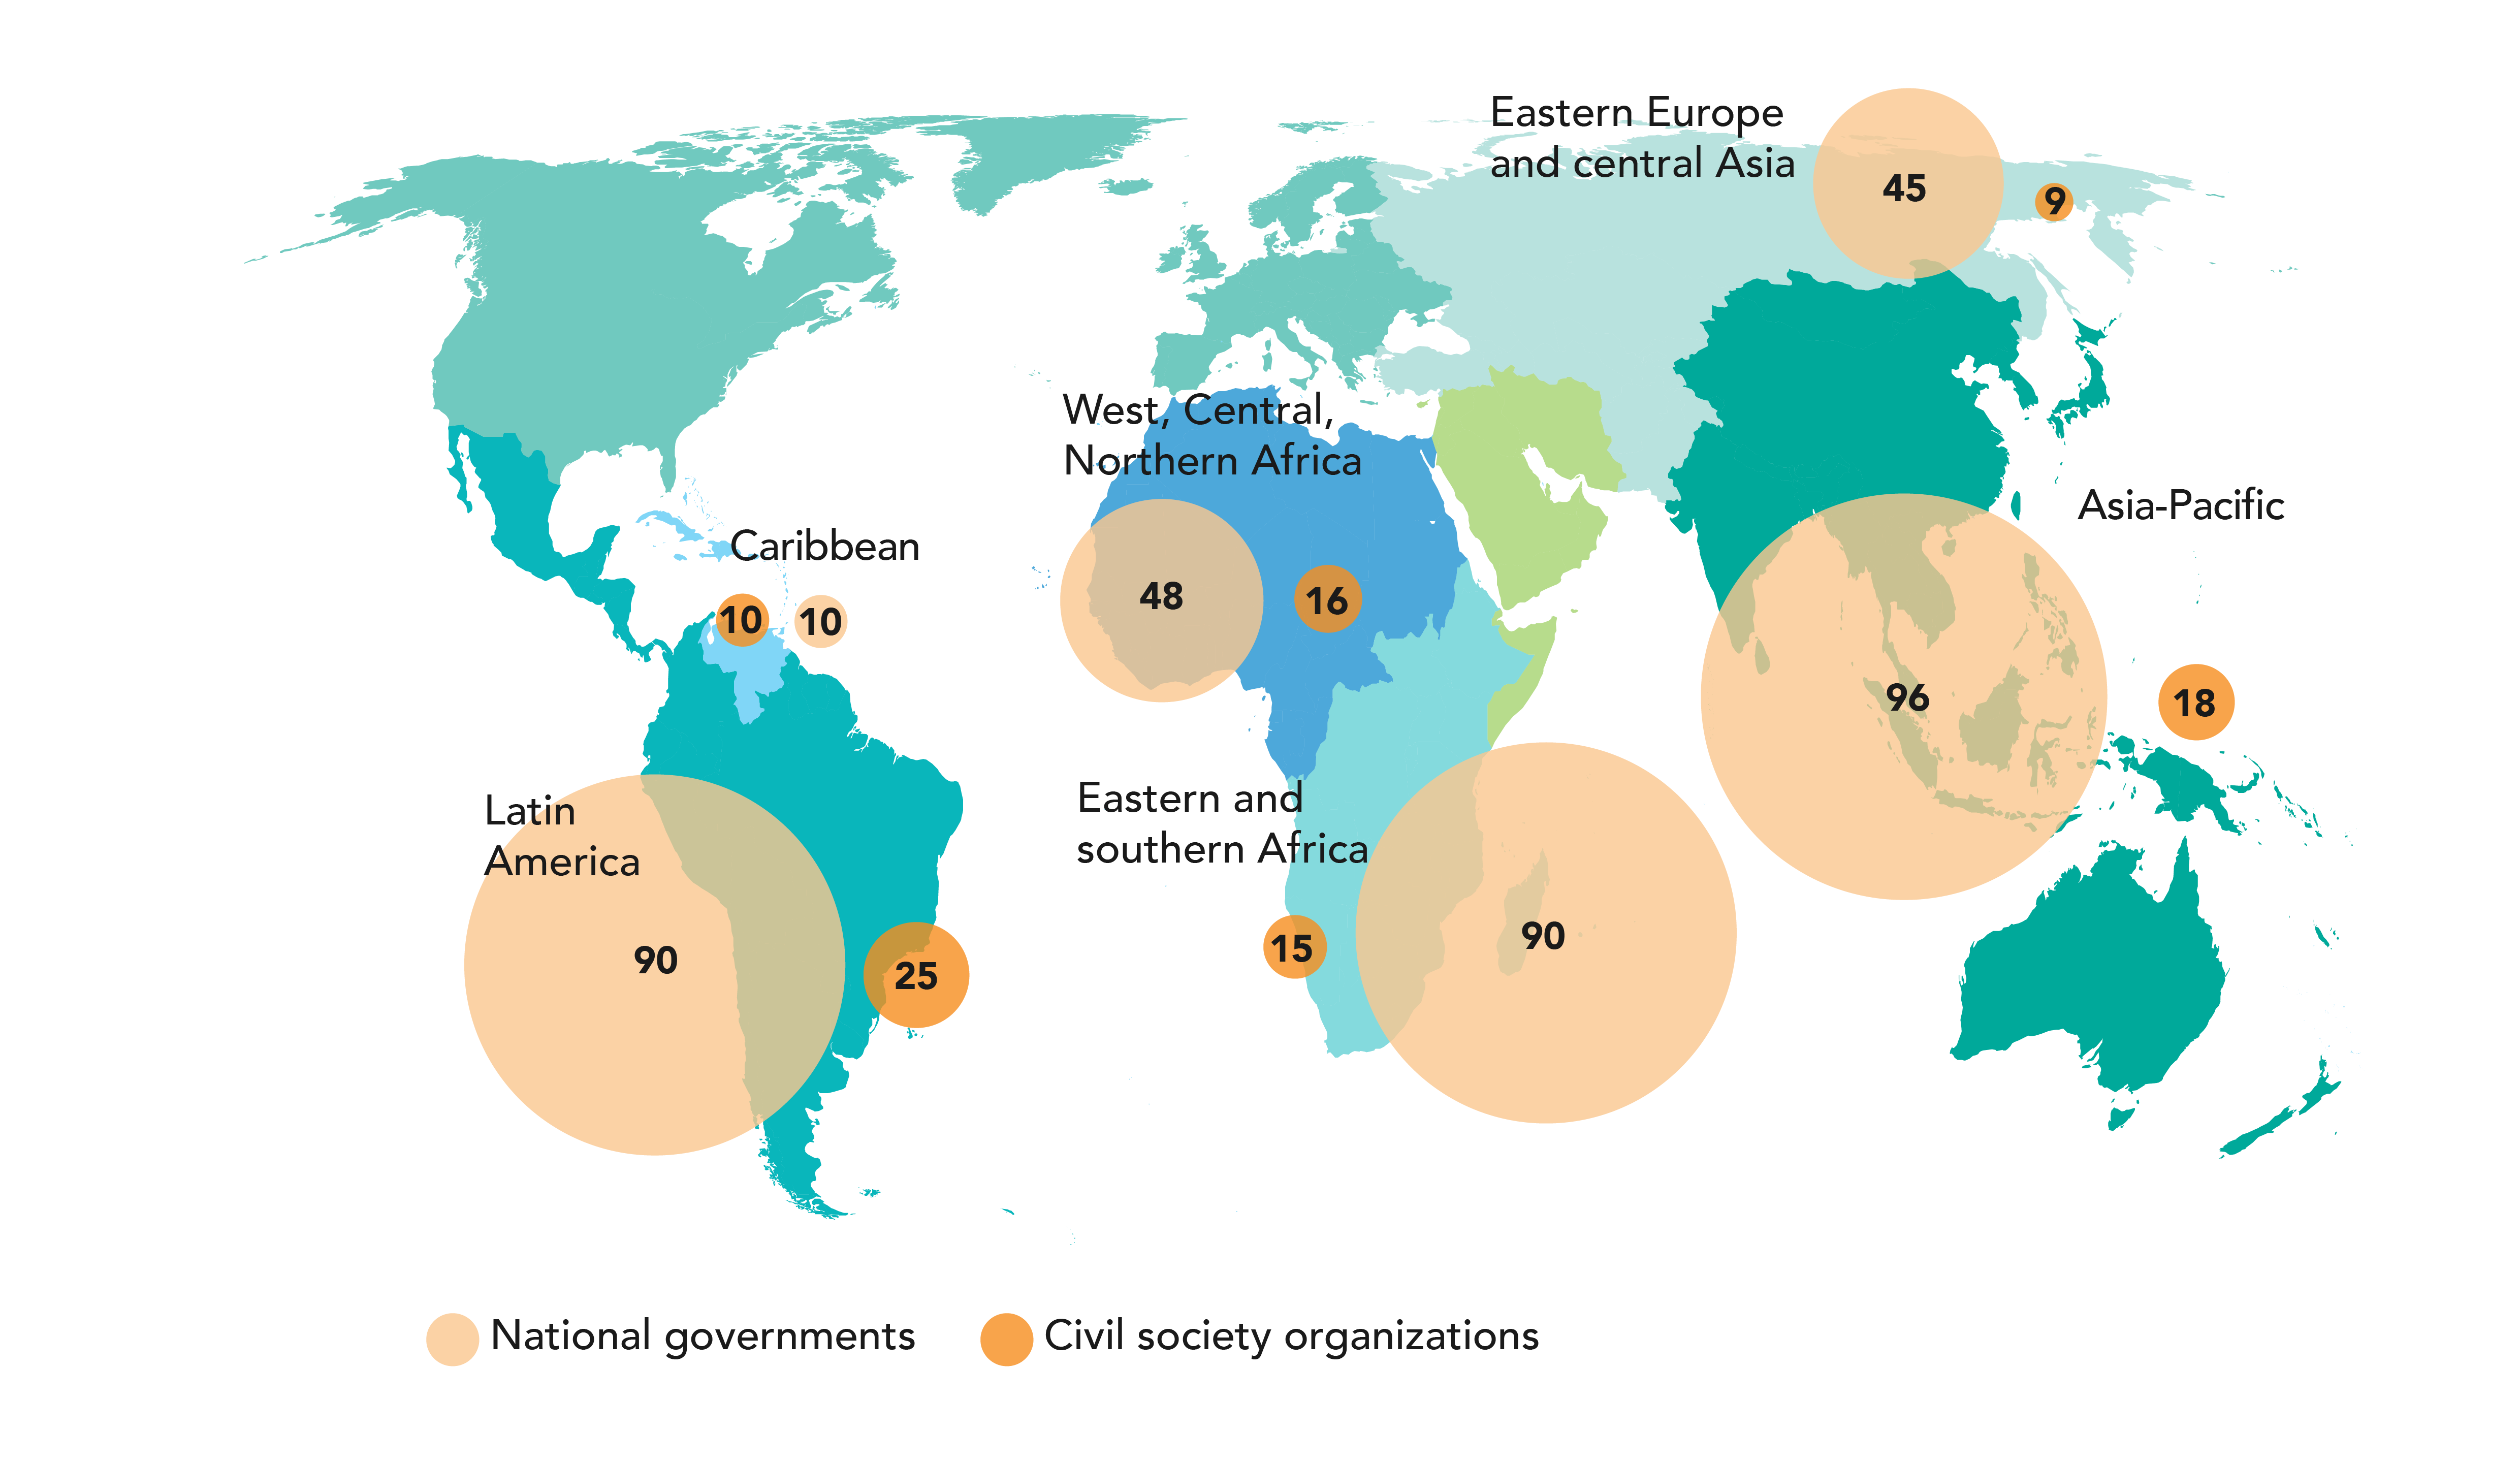 Eastern Europe
and central Asia
45
9
West, Central,
Northern Africa
48
16
Caribbean
10
10
Asia-Pacific
96
18
Latin
America
90
25
Eastern and
southern Africa
15
90
National governments
Civil society organizations